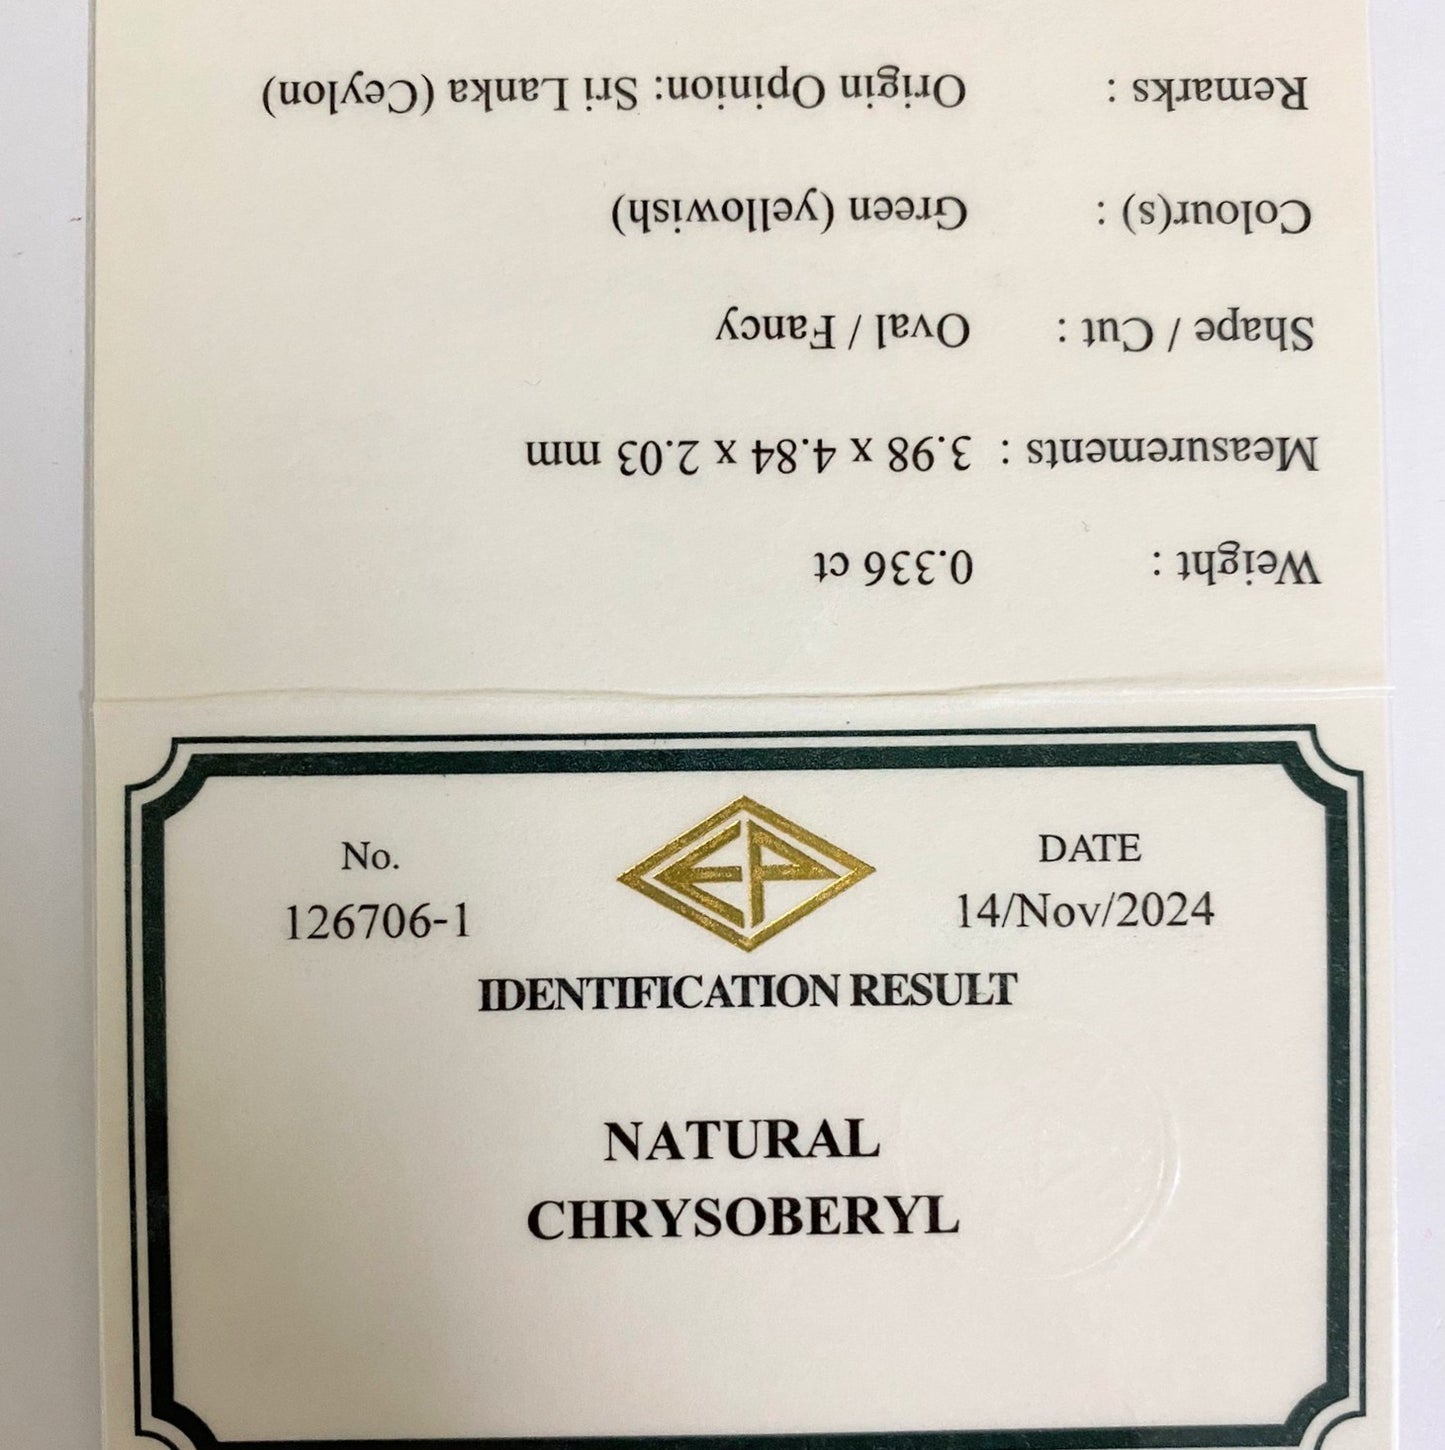 Weight : 0.336 ct
Measurements : 3.98 x 4.84 x 2.03 mm
Shape / Cut : Oval / Fancy
Colour(s) : Green (yellowish)
Remarks : Origin Opinion: Sri Lanka (Ceylon)
No.
126706-1
EP
DATE
14/Nov/2024
IDENTIFICATION RESULT
NATURAL
CHRYSOBERYL